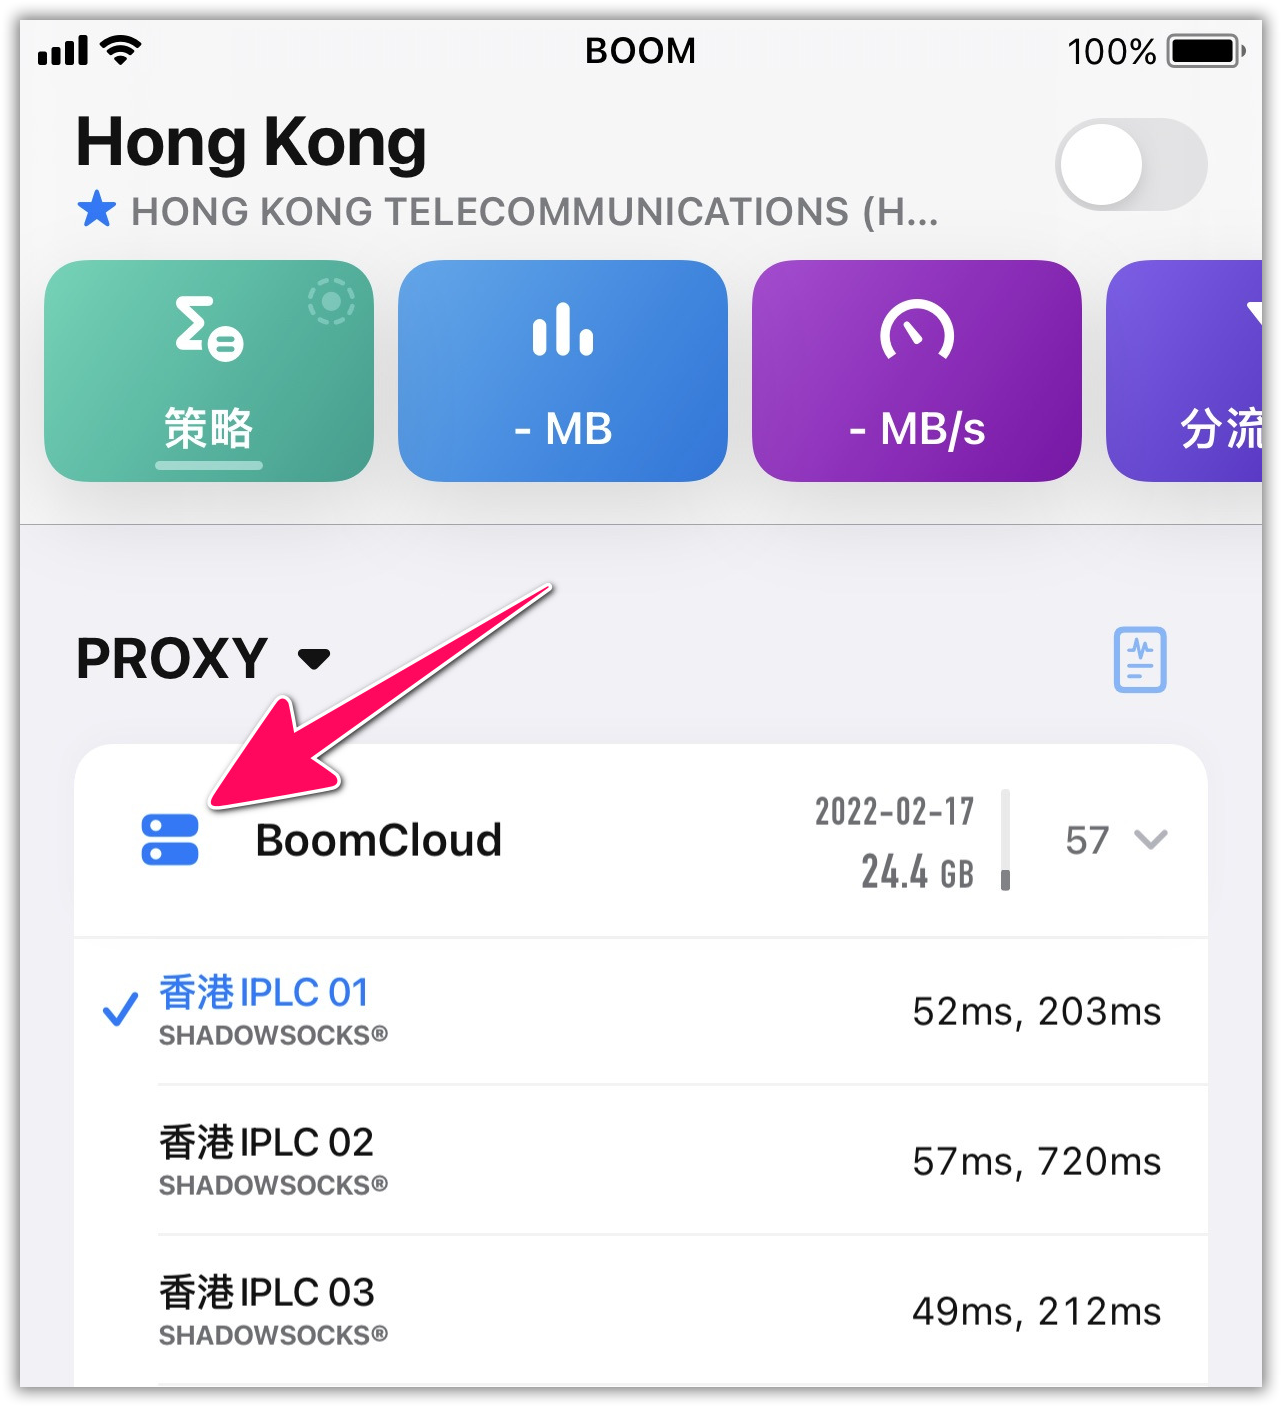 BOOM
100%
Hong Kong
HONG KONG TELECOMMUNICATIONS (H...
策略
- MB
- MB/s
分流
PROXY
BoomCloud
2022-02-17
24.4 GB
57
香港IPLC 01
SHADOWSOCKS®
52ms, 203ms
香港IPLC 02
SHADOWSOCKS®
57ms, 720ms
香港IPLC 03
SHADOWSOCKS®
49ms, 212ms